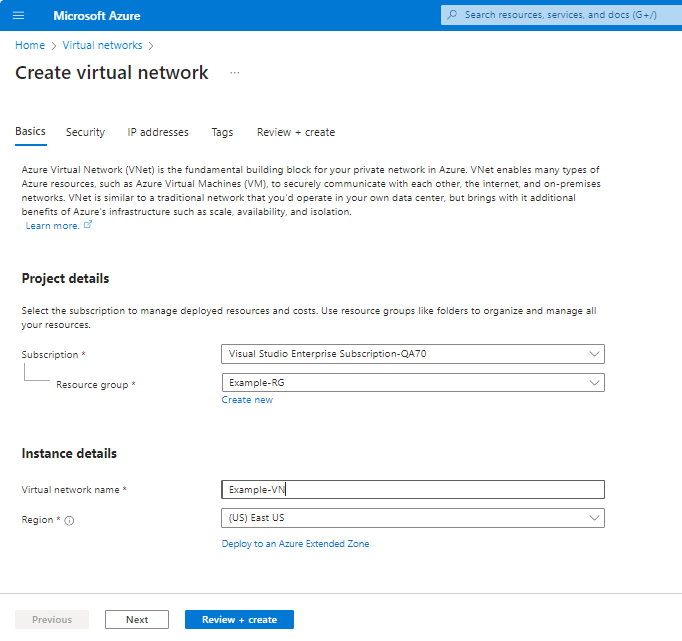 Microsoft Azure
Search resources, services, and docs (G+/)
Home > Virtual networks >
Create virtual network ...
Basics Security IP addresses Tags Review + create
Azure Virtual Network (VNet) is the fundamental building block for your private network in Azure. VNet enables many types of
Azure resources, such as Azure Virtual Machines (VM), to securely communicate with each other, the internet, and on-premises
networks. VNet is similar to a traditional network that you'd operate in your own data center, but brings with it additional
benefits of Azure's infrastructure such as scale, availability, and isolation.
Learn more.
Project details
Select the subscription to manage deployed resources and costs. Use resource groups like folders to organize and manage all
your resources.
Subscription * Visual Studio Enterprise Subscription-QA70
Resource group * Example-RG
Create new
Instance details
Virtual network name * Example-VN
Region * (US) East US
Deploy to an Azure Extended Zone
Previous Next Review + create